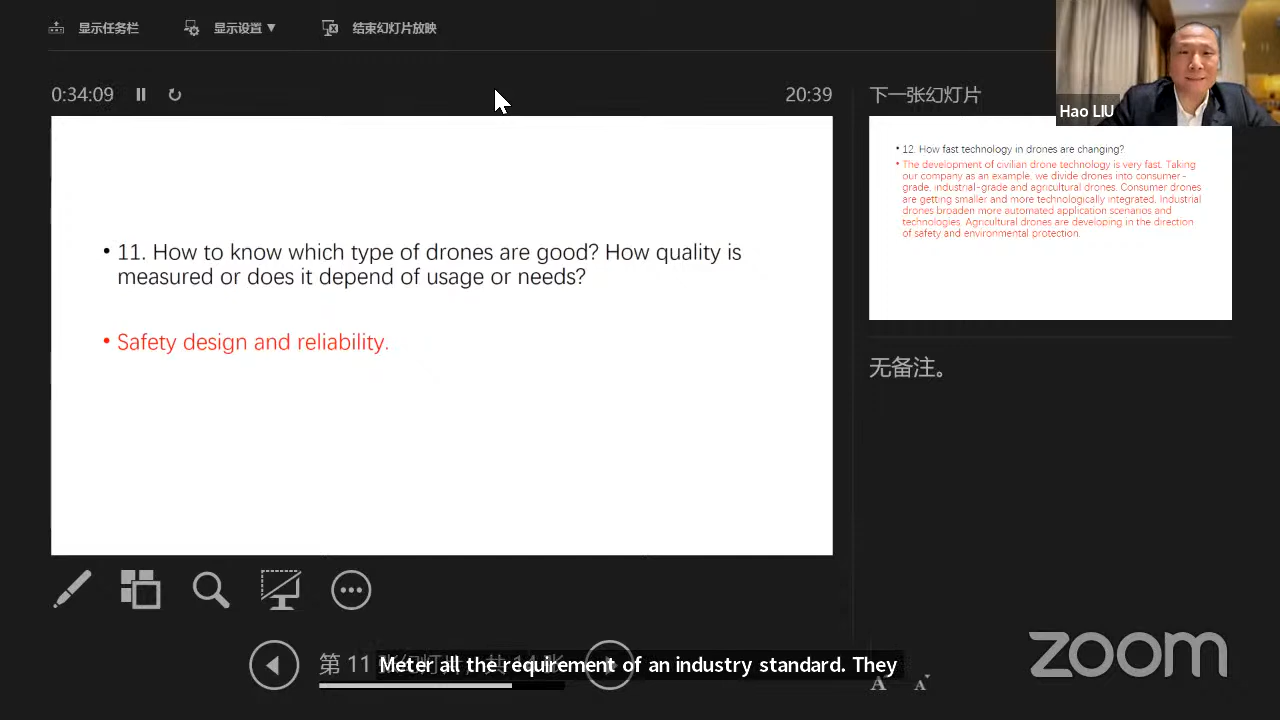 显示任务栏 显示设置 ▼ 结束幻灯片放映
Hao LIU
0:34:09 20:39 下一张幻灯片
• 11. How to know which type of drones are good? How quality is
measured or does it depend of usage or needs?
• Safety design and reliability.
• 12. How fast technology in drones are changing?
• The development of civilian drone technology is very fast. Taking
our company as an example, we divide drones into consumer-
grade, industrial-grade and agricultural drones. Consumer drones
are getting smaller and more technologically integrated. Industrial
drones broaden more automated application scenarios and
technologies. Agricultural drones are developing in the direction
of safety and environmental protection.
无备注。
第 11
Meter all the requirement of an industry standard. They
A A
zoom